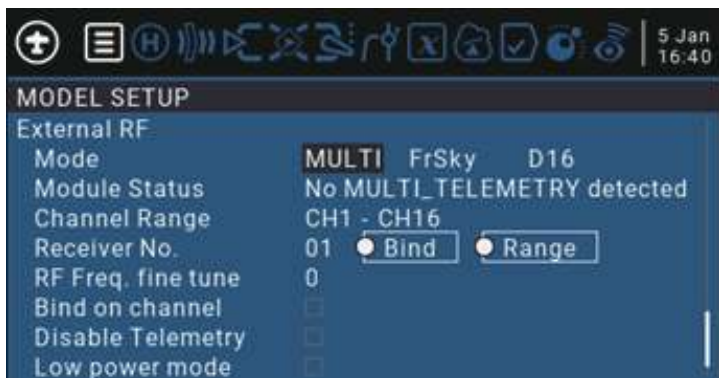 5 Jan
16:40
MODEL SETUP
External RF
Mode MULTI FrSky D16
Module Status No MULTI_TELEMETRY detected
Channel Range CH1 - CH16
Receiver No. 01 Bind Range
RF Freq. fine tune 0
Bind on channel
Disable Telemetry
Low power mode